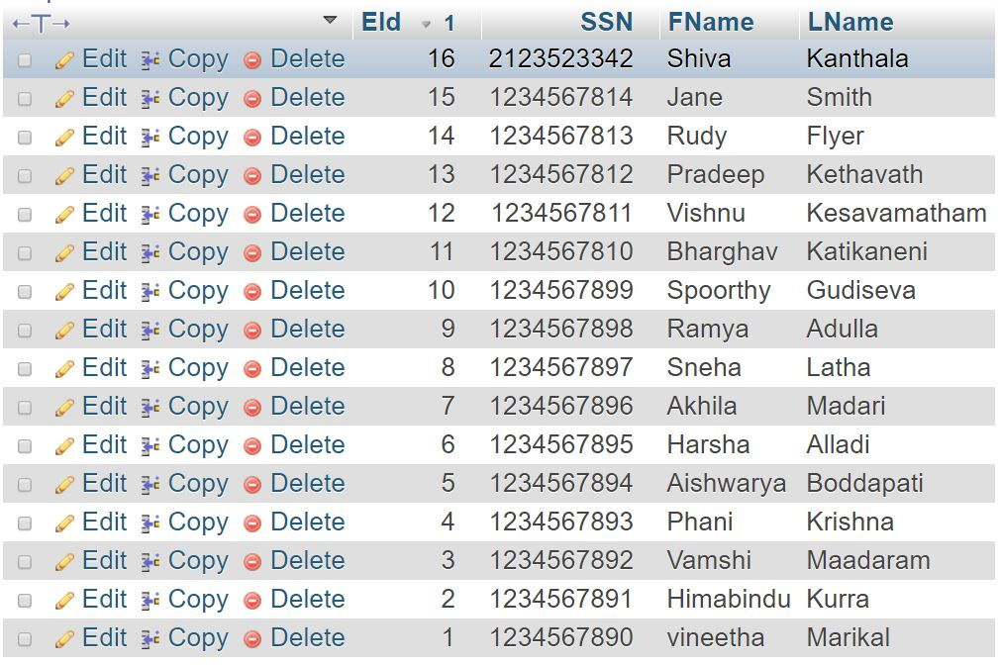 EId 1 SSN FName LName
Edit Copy Delete 16 2123523342 Shiva Kanthala
Edit Copy Delete 15 1234567814 Jane Smith
Edit Copy Delete 14 1234567813 Rudy Flyer
Edit Copy Delete 13 1234567812 Pradeep Kethavath
Edit Copy Delete 12 1234567811 Vishnu Kesavamatham
Edit Copy Delete 11 1234567810 Bharghav Katikaneni
Edit Copy Delete 10 1234567899 Spoorthy Gudiseva
Edit Copy Delete 9 1234567898 Ramya Adulla
Edit Copy Delete 8 1234567897 Sneha Latha
Edit Copy Delete 7 1234567896 Akhila Madari
Edit Copy Delete 6 1234567895 Harsha Alladi
Edit Copy Delete 5 1234567894 Aishwarya Boddapati
Edit Copy Delete 4 1234567893 Phani Krishna
Edit Copy Delete 3 1234567892 Vamshi Maadaram
Edit Copy Delete 2 1234567891 Himabindu Kurra
Edit Copy Delete 1 1234567890 vineetha Marikal